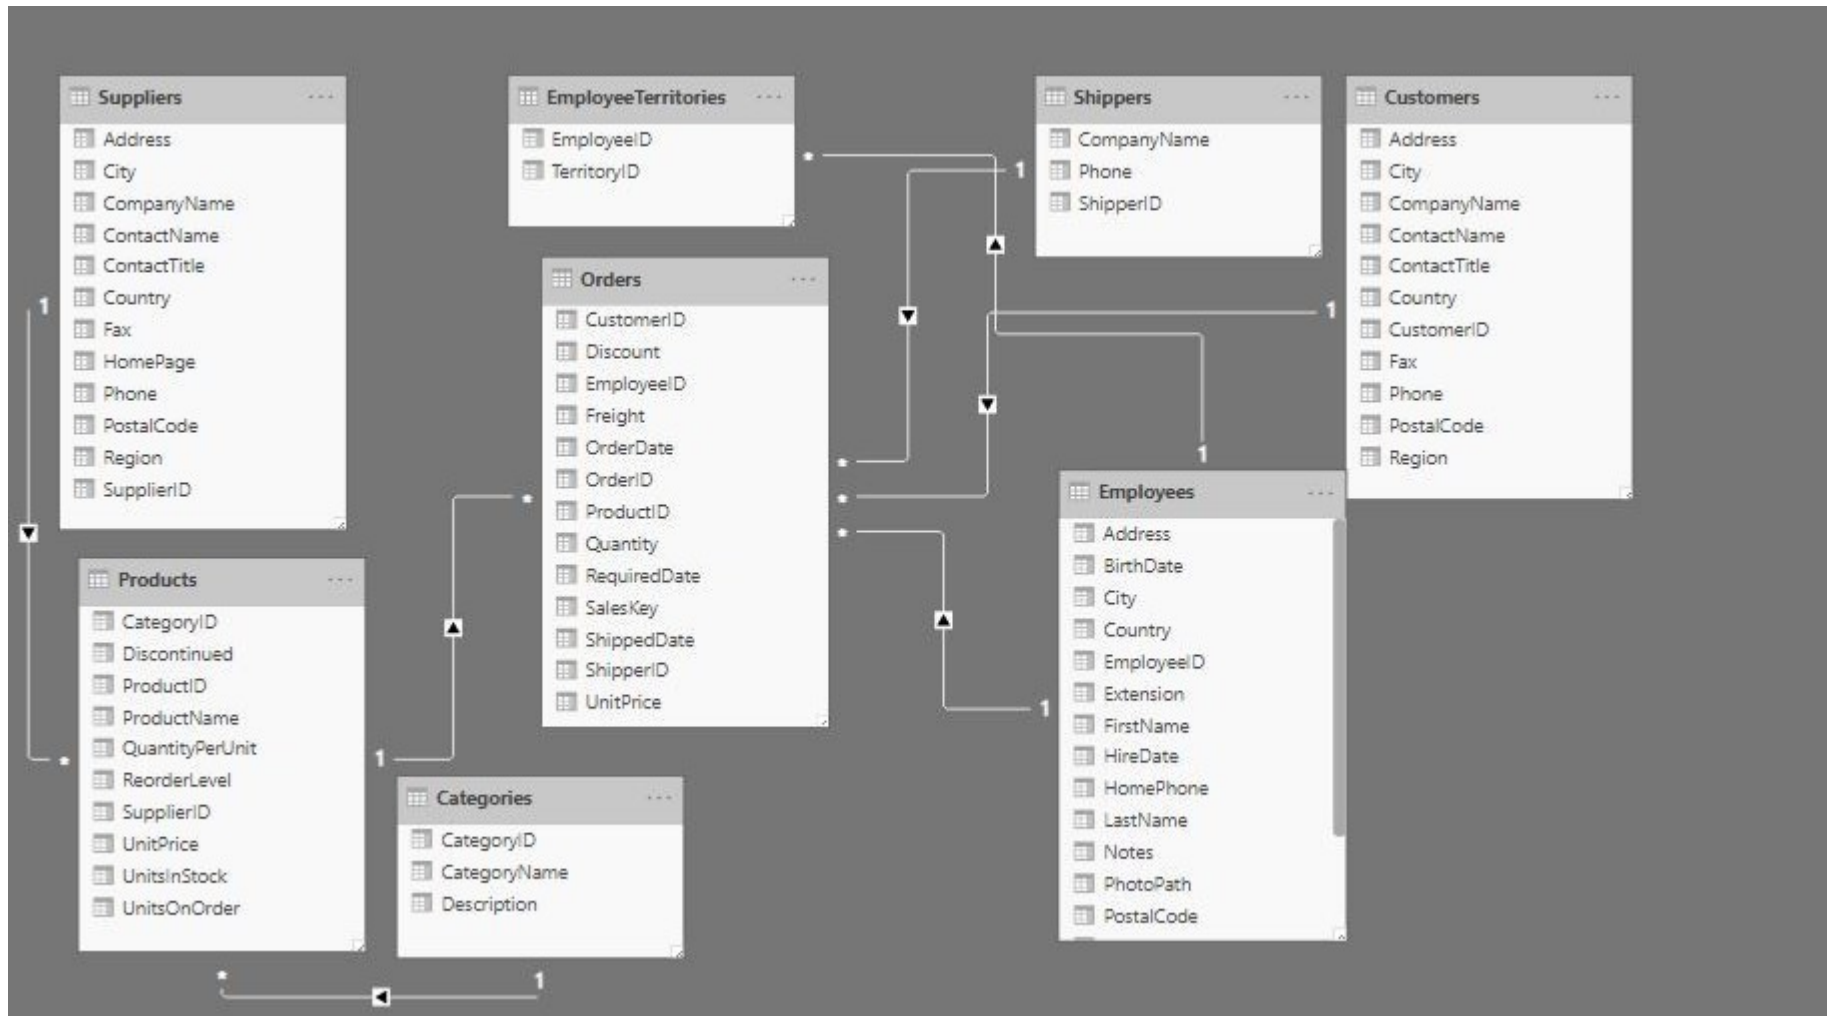 Suppliers
Address
City
CompanyName
ContactName
ContactTitle
Country
Fax
HomePage
Phone
PostalCode
Region
SupplierID
1
*
Products
CategoryID
Discontinued
ProductID
ProductName
QuantityPerUnit
ReorderLevel
SupplierID
UnitPrice
UnitsInStock
UnitsOnOrder
1
*
*
1
Categories
CategoryID
CategoryName
Description
EmployeeTerritories
EmployeeID
TerritoryID
*
Orders
CustomerID
Discount
EmployeeID
Freight
OrderDate
OrderID
ProductID
Quantity
RequiredDate
SalesKey
ShippedDate
ShipperID
UnitPrice
*
*
*
Shippers
CompanyName
Phone
ShipperID
1
Customers
Address
City
CompanyName
ContactName
ContactTitle
Country
CustomerID
Fax
Phone
PostalCode
Region
1
1
Employees
Address
BirthDate
City
Country
EmployeeID
Extension
FirstName
HireDate
HomePhone
LastName
Notes
PhotoPath
PostalCode
1